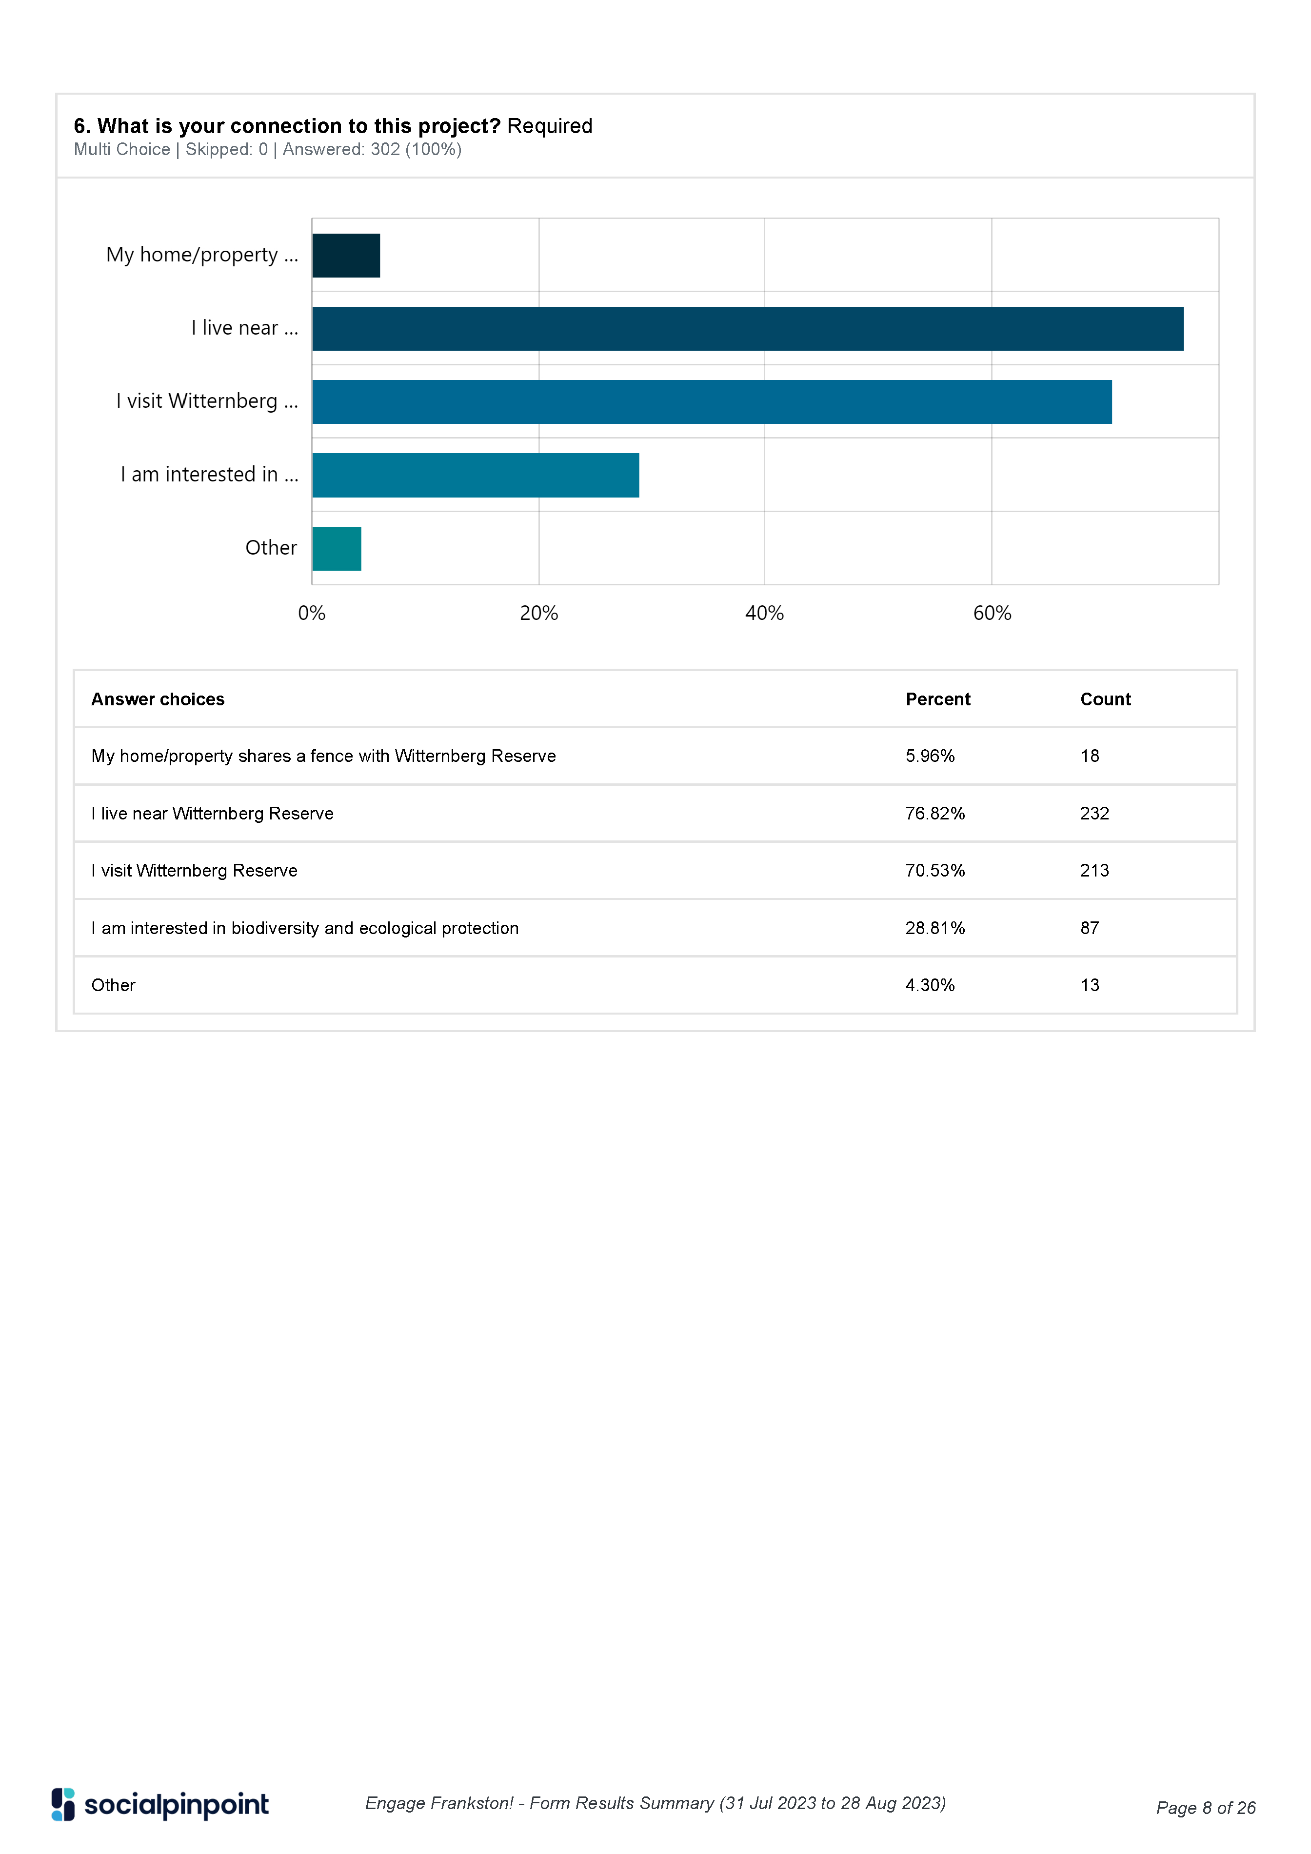 6. What is your connection to this project? Required
Multi Choice | Skipped: 0 | Answered: 302 (100%)
My home/property ...
I live near ...
I visit Witternberg ...
I am interested in ...
Other
0% 20% 40% 60%
Answer choices Percent Count
My home/property shares a fence with Witternberg Reserve 5.96% 18
I live near Witternberg Reserve 76.82% 232
I visit Witternberg Reserve 70.53% 213
I am interested in biodiversity and ecological protection 28.81% 87
Other 4.30% 13
socialpinpoint Engage Frankston! - Form Results Summary (31 Jul 2023 to 28 Aug 2023) Page 8 of 26